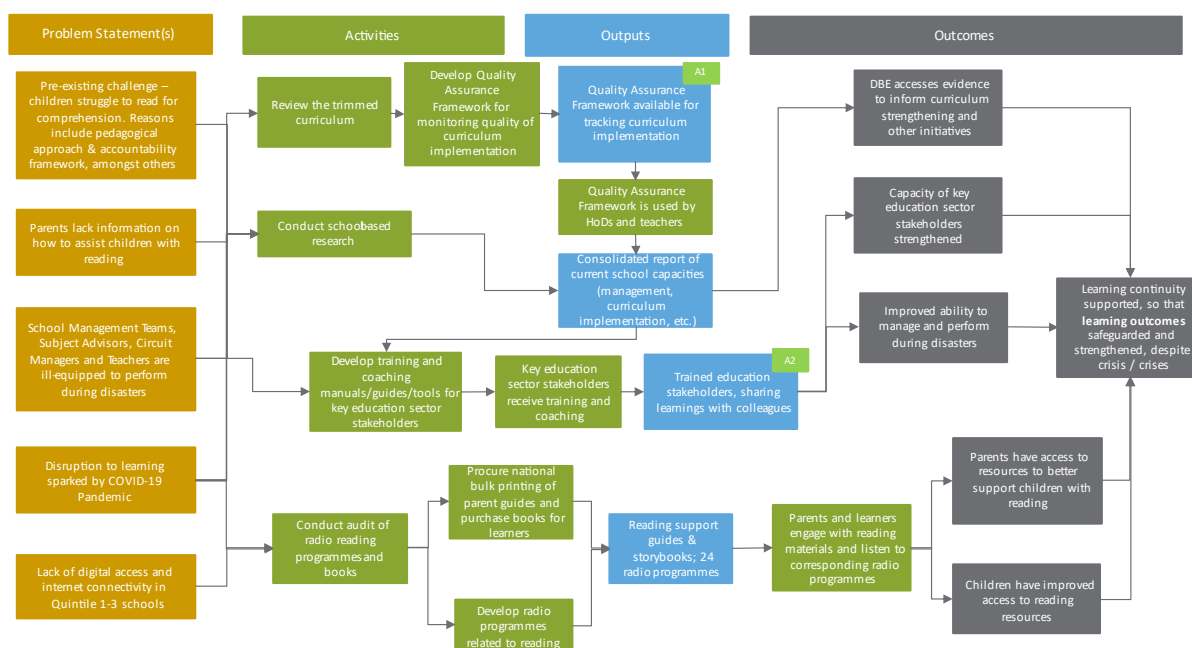 Problem Statement(s)
Activities
Outputs
Outcomes
Pre-existing challenge –
children struggle to read for
comprehension. Reasons
include pedagogical
approach & accountability
framework, amongst others
Parents lack information on
how to assist children with
reading
School Management Teams,
Subject Advisors, Circuit
Managers and Teachers are
ill-equipped to perform
during disasters
Disruption to learning
sparked by COVID-19
Pandemic
Lack of digital access and
internet connectivity in
Quintile 1-3 schools
Review the trimmed
curriculum
Develop Quality
Assurance
Framework for
monitoring quality of
curriculum
implementation
A1
Quality Assurance
Framework available for
tracking curriculum
implementation
Quality Assurance
Framework is used by
HoDs and teachers
Conduct schoolbased
research
Consolidated report of
current school capacities
(management,
curriculum
implementation, etc.)
Develop training and
coaching
manuals/guides/tools for
key education sector
stakeholders
Key education
sector stakeholders
receive training and
coaching
A2
Trained education
stakeholders, sharing
learnings with colleagues
Conduct audit of
radio reading
programmes and
books
Procure national
bulk printing of
parent guides and
purchase books for
learners
Develop radio
programmes
related to reading
Reading support
guides &
storybooks; 24
radio programmes
Parents and learners
engage with reading
materials and listen to
corresponding radio
programmes
DBE accesses evidence
to inform curriculum
strengthening and
other initiatives
Capacity of key
education sector
stakeholders
strengthened
Improved ability to
manage and perform
during disasters
Learning continuity
supported, so that
learning outcomes
safeguarded and
strengthened, despite
crisis / crises
Parents have access to
resources to better
support children with
reading
Children have improved
access to reading
resources